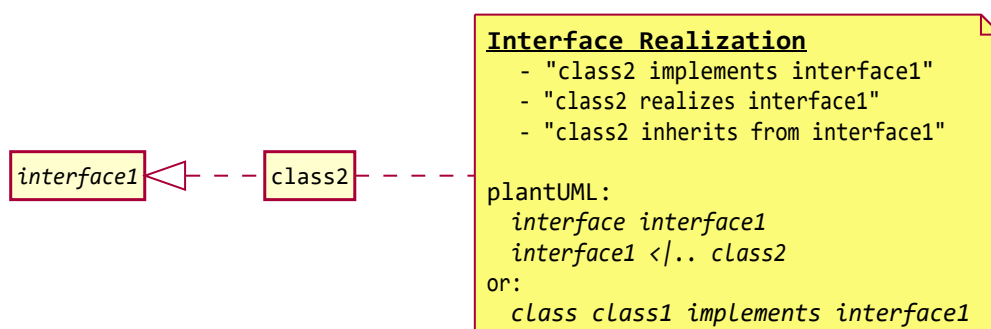 interface1
class2
Interface Realization
- "class2 implements interface1"
- "class2 realizes interface1"
- "class2 inherits from interface1"
plantUML:
interface interface1
interface1 <|.. class2
or:
class class1 implements interface1